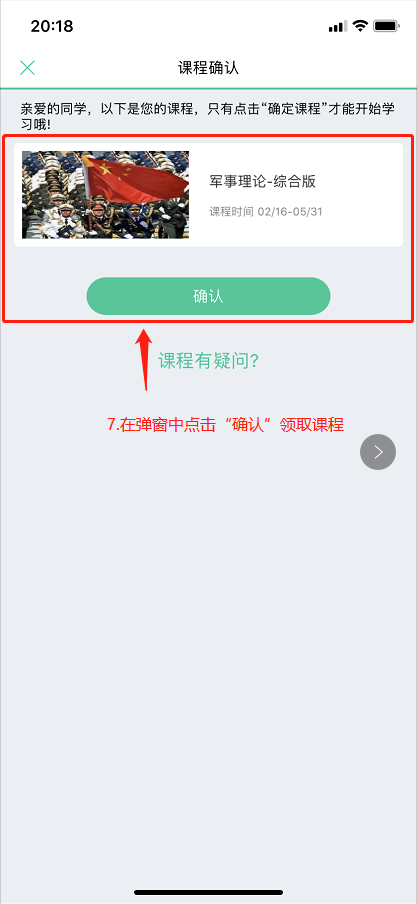 20:18
课程确认
亲爱的同学，以下是您的课程，只有点击“确定课程”才能开始学
习哦!
军事理论-综合版
课程时间 02/16-05/31
确认
课程有疑问?
7.在弹窗中点击“确认”领取课程